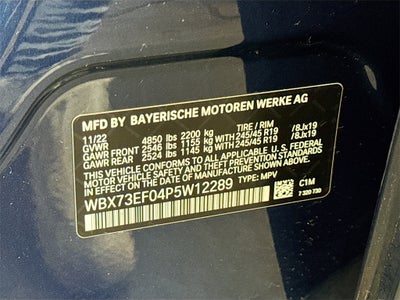 MFD BY BAYERISCHE MOTOREN WERKE AG
11/22 TIRE / RIM
GVWR 4850 lbs 2200 kg
GAWR FRONT 2546 lbs 1155 kg with 245/45 R19 /8Jx19
GAWR REAR 2524 lbs 1145 kg with 245/45 R19 /8Jx19
THIS VEHICLE CONFORMS TO ALL APPLICABLE U. S. FEDERAL
MOTOR VEHICLE SAFETY AND THEFT PREVENTION STANDARDS
IN EFFECT ON THE DATE OF MANUFACTURE SHOWN ABOVE.
WBX73EF04P5W12289 TYPE: MPV C1M
7 320 730